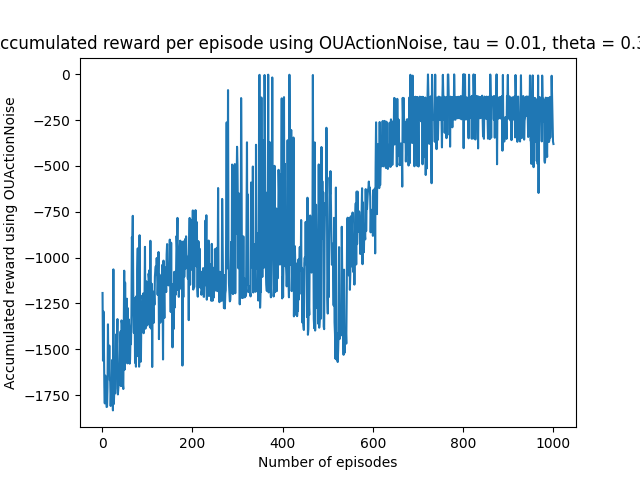 ccumulated reward per episode using OUActionNoise, tau = 0.01, theta = 0.3
Accumulated reward using OUActionNoise
0
−250
−500
−750
−1000
−1250
−1500
−1750
0 200 400 600 800 1000
Number of episodes